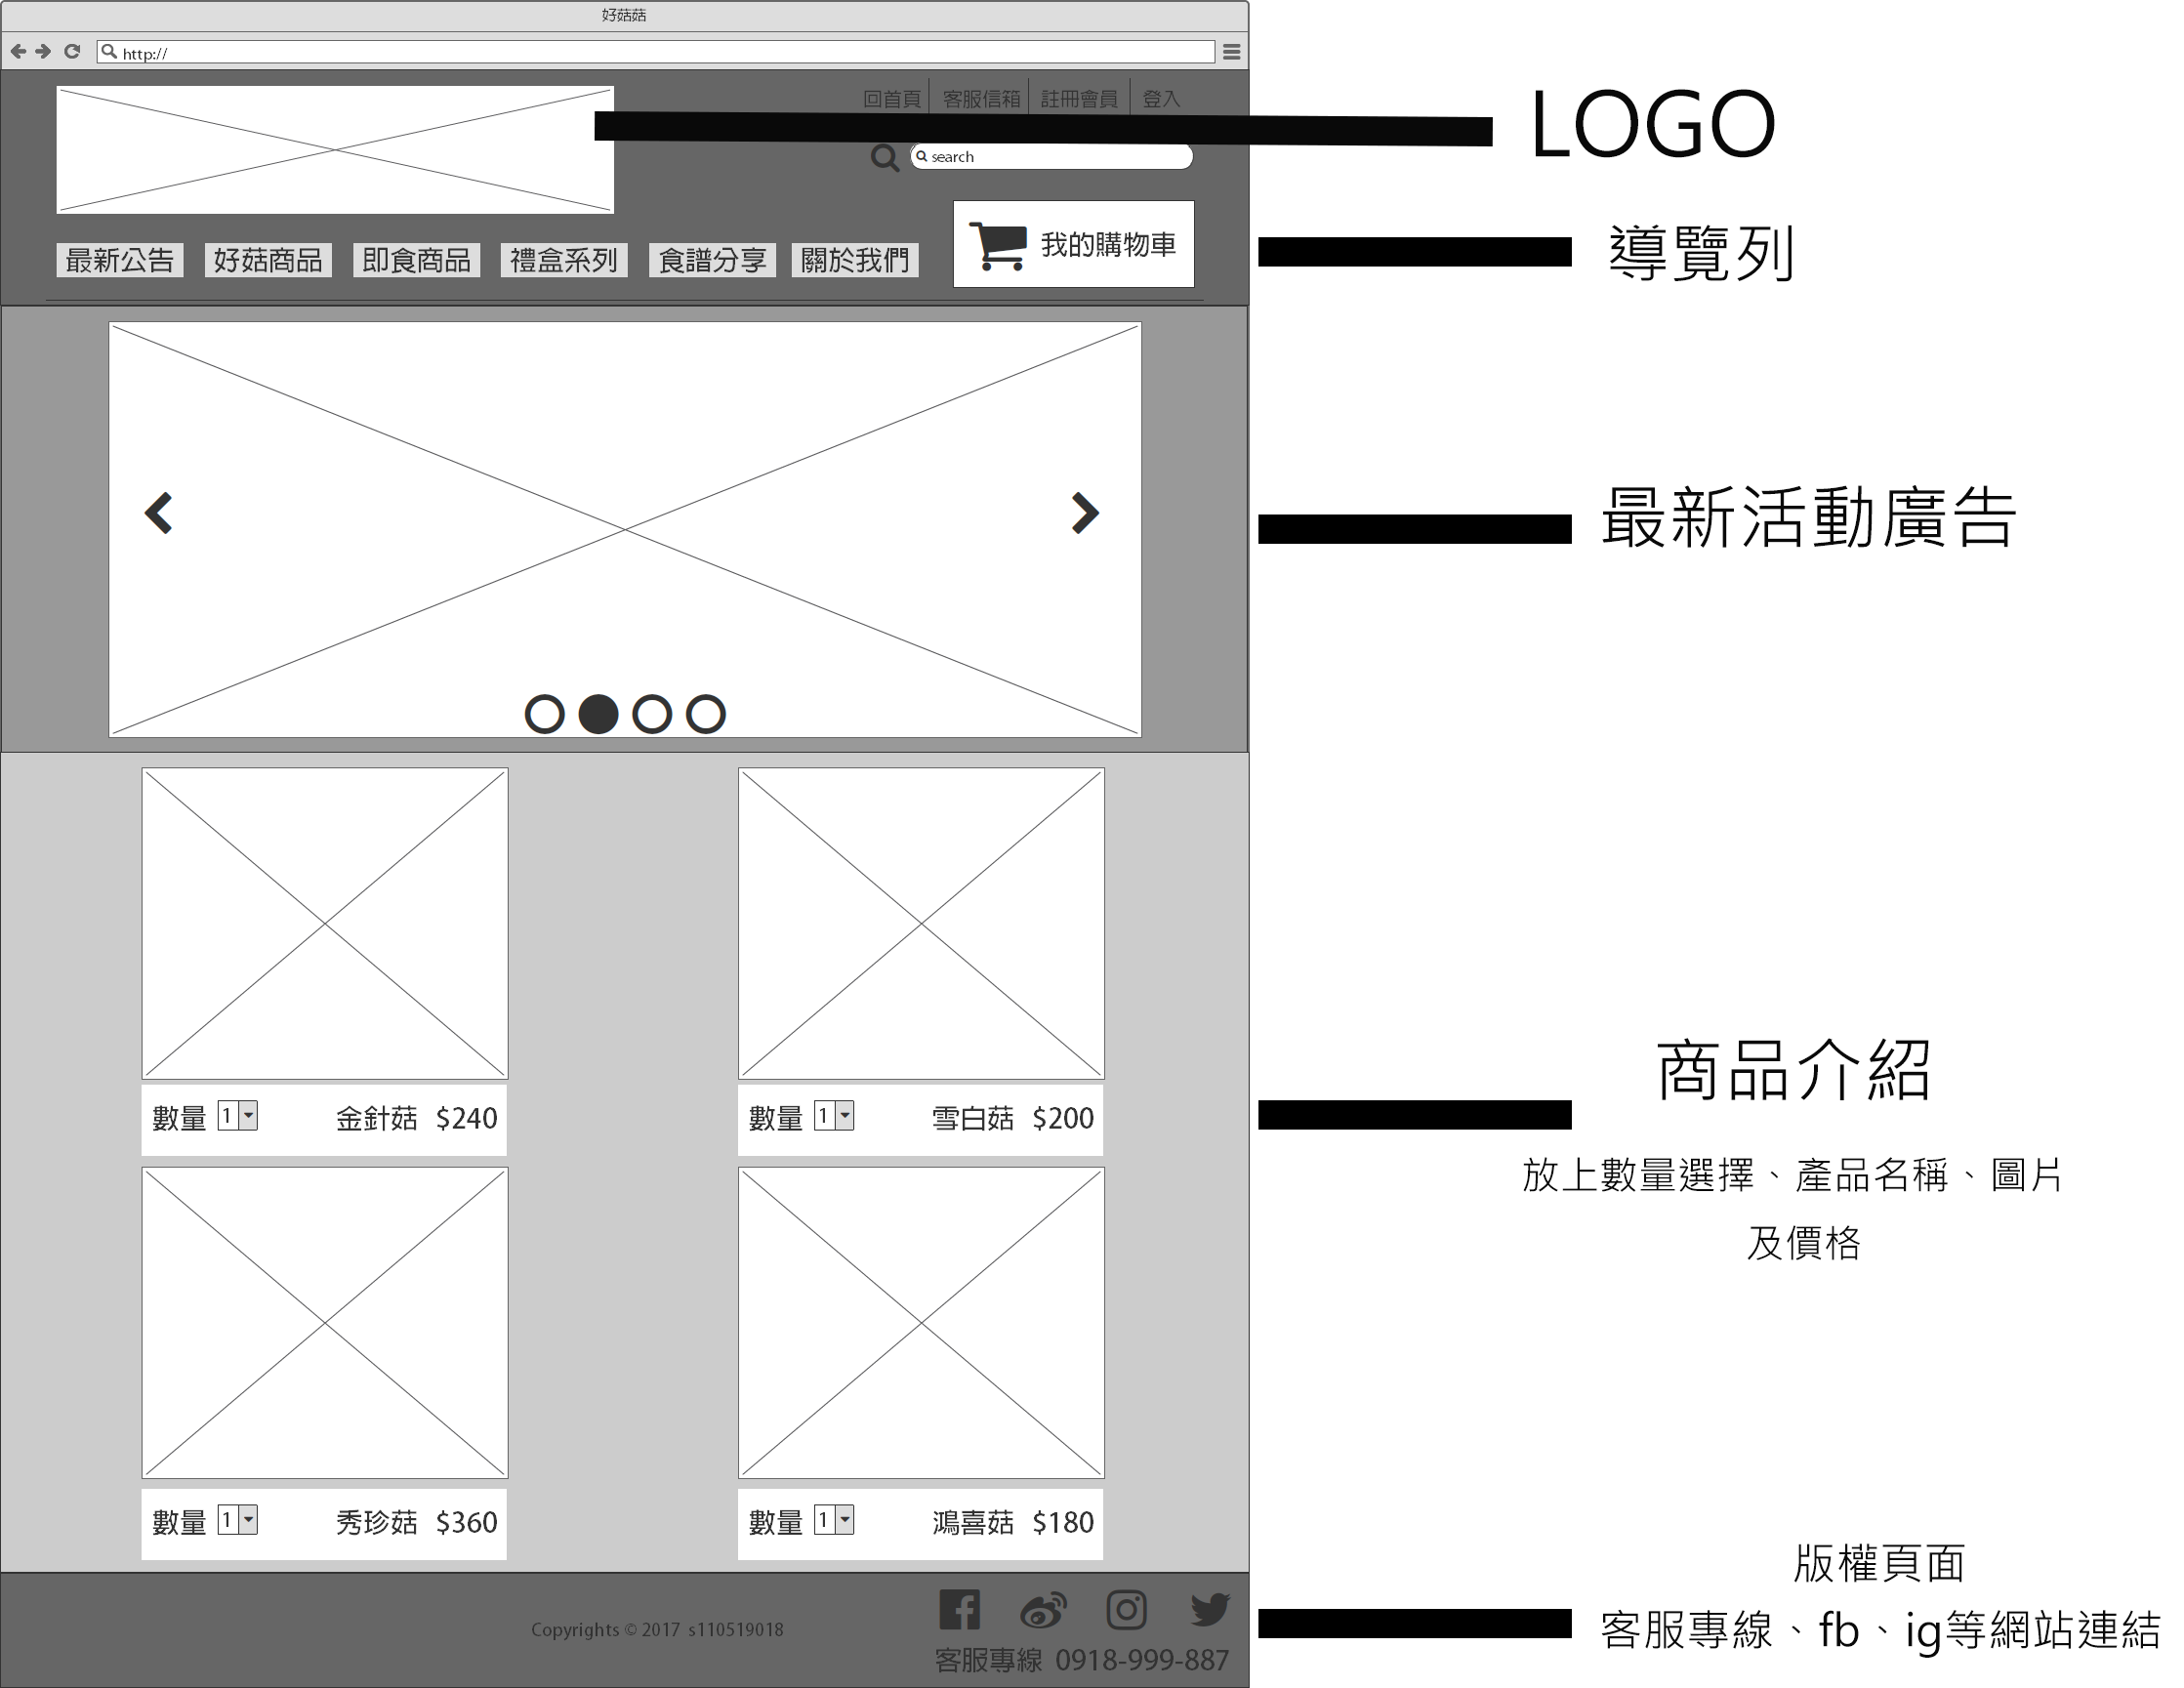 好菇菇
http://
回首頁 客服信箱 註冊會員 登入
LOGO
search
我的購物車
導覽列
最新公告 好菇商品 即食商品 禮盒系列 食譜分享 關於我們
最新活動廣告
商品介紹
數量 1 金針菇 $240
數量 1 雪白菇 $200
放上數量選擇、產品名稱、圖片
及價格
數量 1 秀珍菇 $360
數量 1 鴻喜菇 $180
版權頁面
Copyrights © 2017 s110519018
客服專線、fb、ig等網站連結
客服專線 0918-999-887